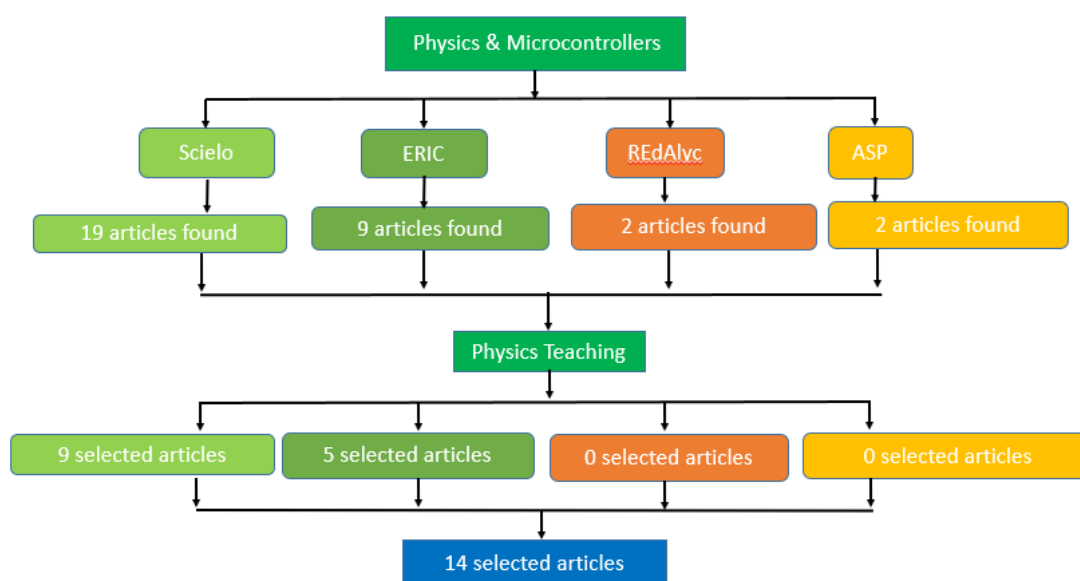 Physics & Microcontrollers
Scielo
ERIC
REdAlyc
ASP
19 articles found
9 articles found
2 articles found
2 articles found
Physics Teaching
9 selected articles
5 selected articles
0 selected articles
0 selected articles
14 selected articles